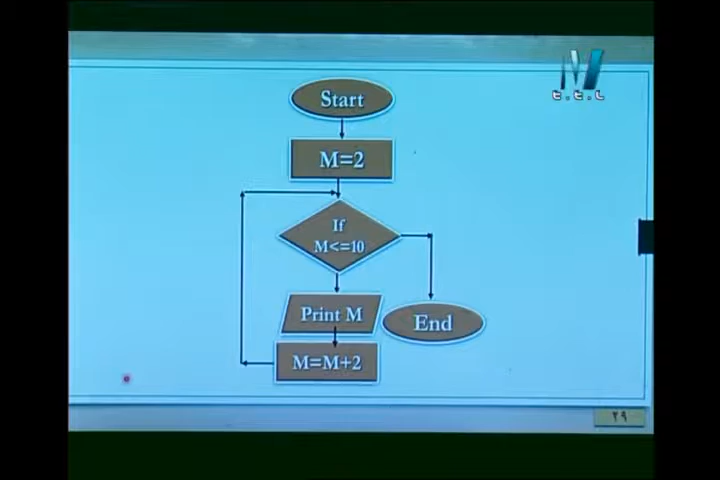 M
t.t.L
Start
M=2
If
M<=10
Print M
End
M=M+2
٢٩